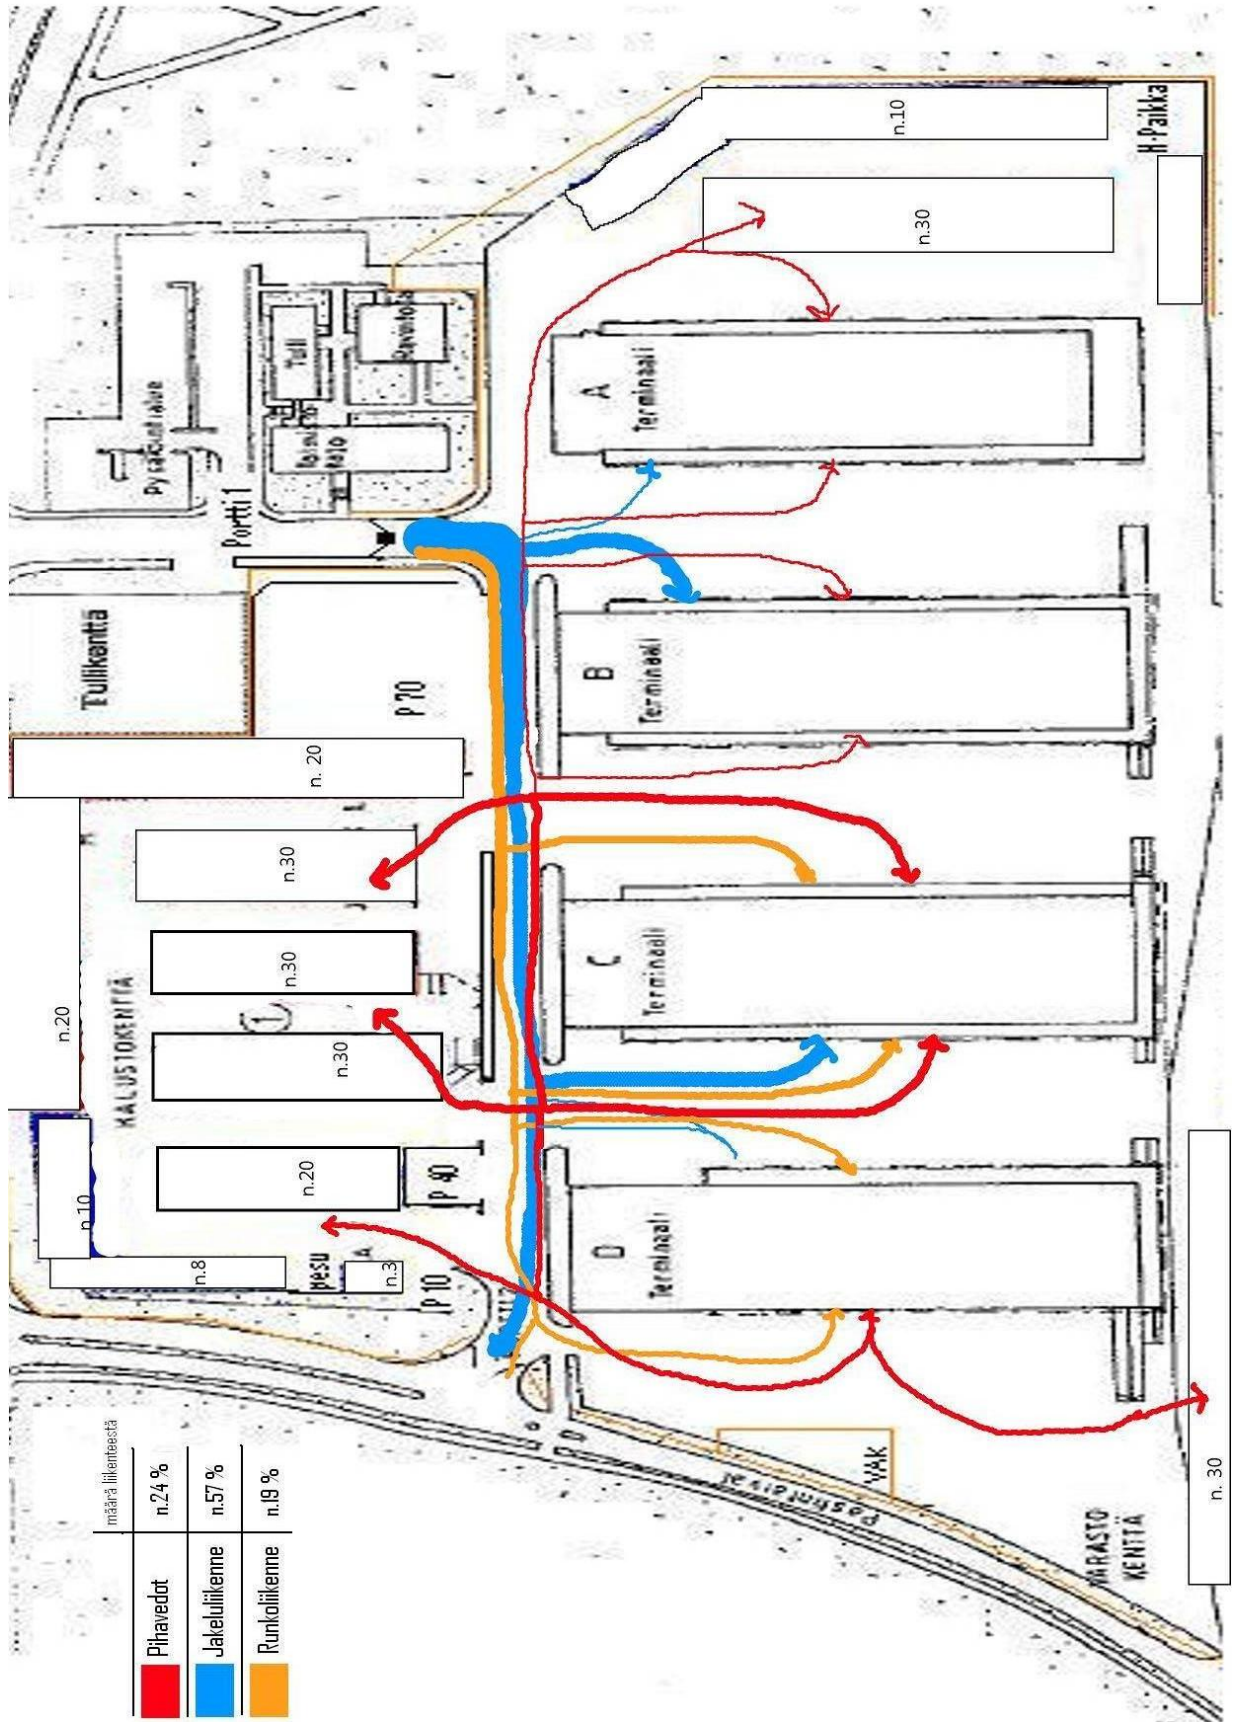 määrä liikenteestä
Pihavedot n.24 %
Jakeluliikenne n.57 %
Runkoliikenne n.19 %
n.10
n.8
pesu
A
n.3
P 10
n.20
P 40
n.20
KALUSTOKENTTÄ
1
n.30
n.30
n.30
n. 20
Tullikenttä
P 70
Portti 1
Tulli
Ravintola
D
Terminaali
C
Terminaali
B
Terminaali
A
Terminaali
n.30
n.10
H-Paikka
VAK
VARASTO
KENTTÄ
n. 30